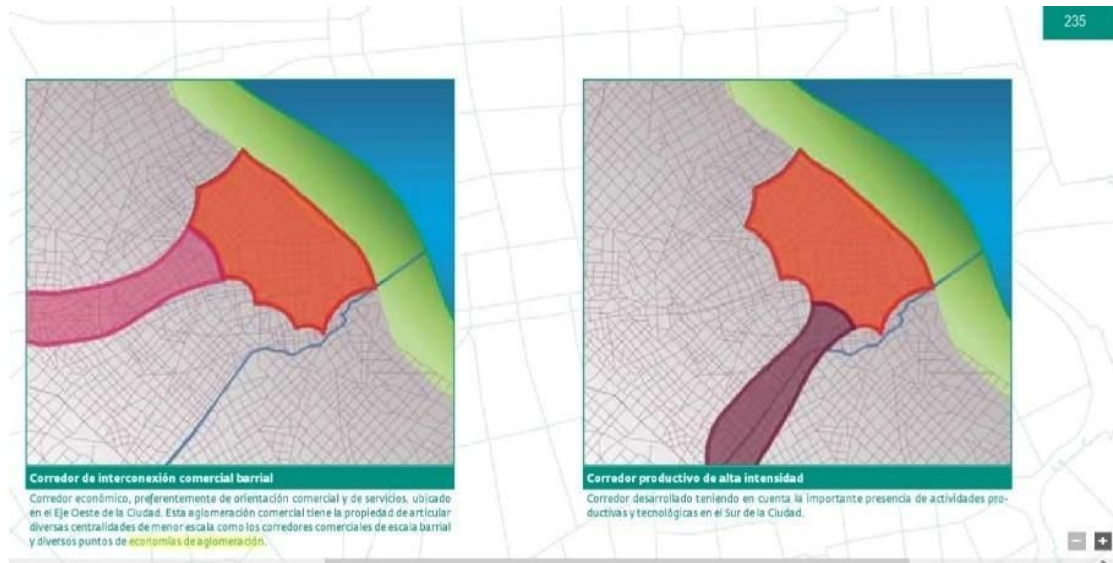 235
Corredor de interconexión comercial barrial
Corredor económico, preferentemente de orientación comercial y de servicios, ubicado
en el Eje Oeste de la Ciudad. Esta aglomeración comercial tiene la propiedad de articular
diversas centralidades de menor escala como los corredores comerciales de escala barrial
y diversos puntos de economías de aglomeración.
Corredor productivo de alta intensidad
Corredor desarrollado teniendo en cuenta la importante presencia de actividades pro-
ductivas y tecnológicas en el Sur de la Ciudad.